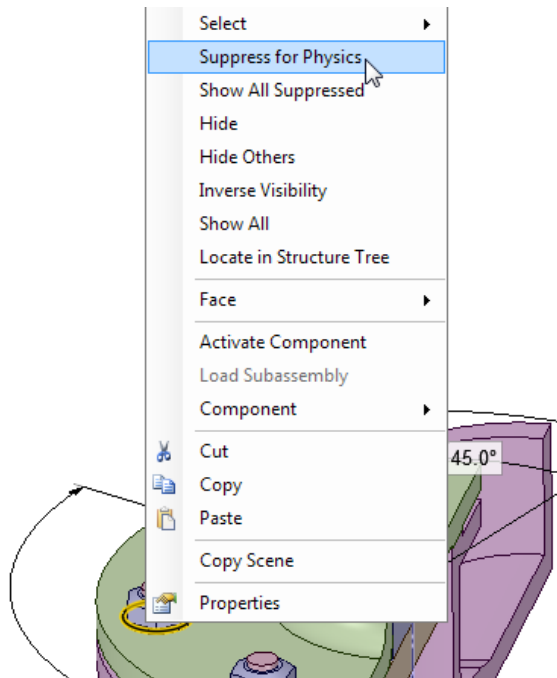 Select
Suppress for Physics
Show All Suppressed
Hide
Hide Others
Inverse Visibility
Show All
Locate in Structure Tree
Face
Activate Component
Load Subassembly
Component
Cut
45.0°
Copy
Paste
Copy Scene
Properties